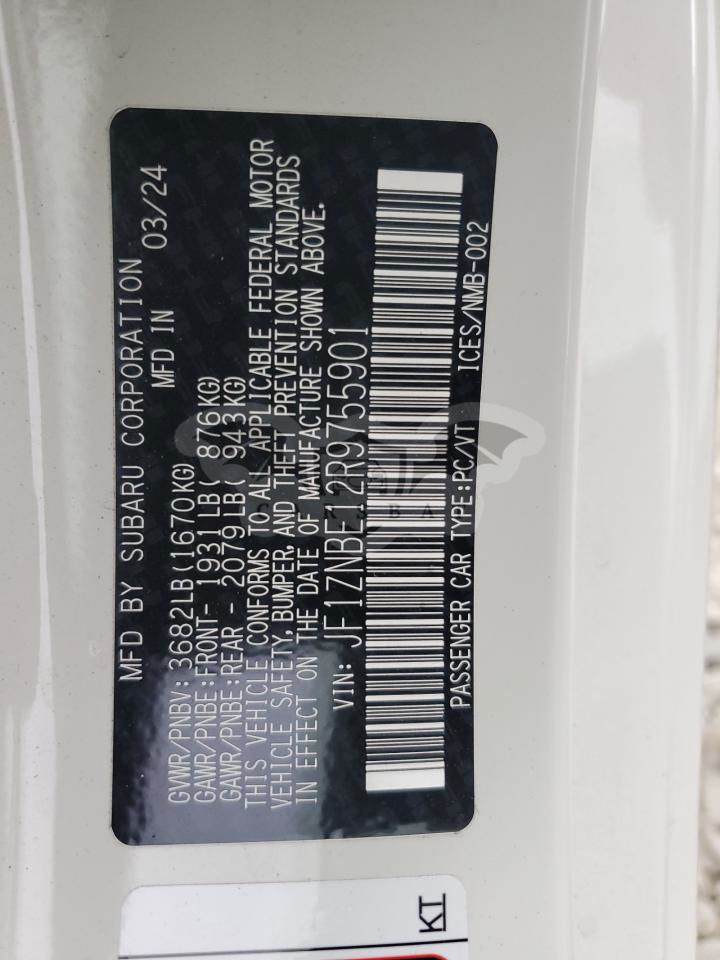 MFD BY SUBARU CORPORATION
MFD IN 03/24
GVWR/PNBV: 3682LB(1670KG)
GAWR/PNBE:FRONT- 1931LB( 876KG)
GAWR/PNBE:REAR - 2079LB( 943KG)
THIS VEHICLE CONFORMS TO ALL APPLICABLE FEDERAL MOTOR
VEHICLE SAFETY, BUMPER, AND THEFT PREVENTION STANDARDS
IN EFFECT ON THE DATE OF MANUFACTURE SHOWN ABOVE.
VIN: JF1ZNBE12R9755901
PASSENGER CAR TYPE:PC/VT ICES/NMB-002
KT